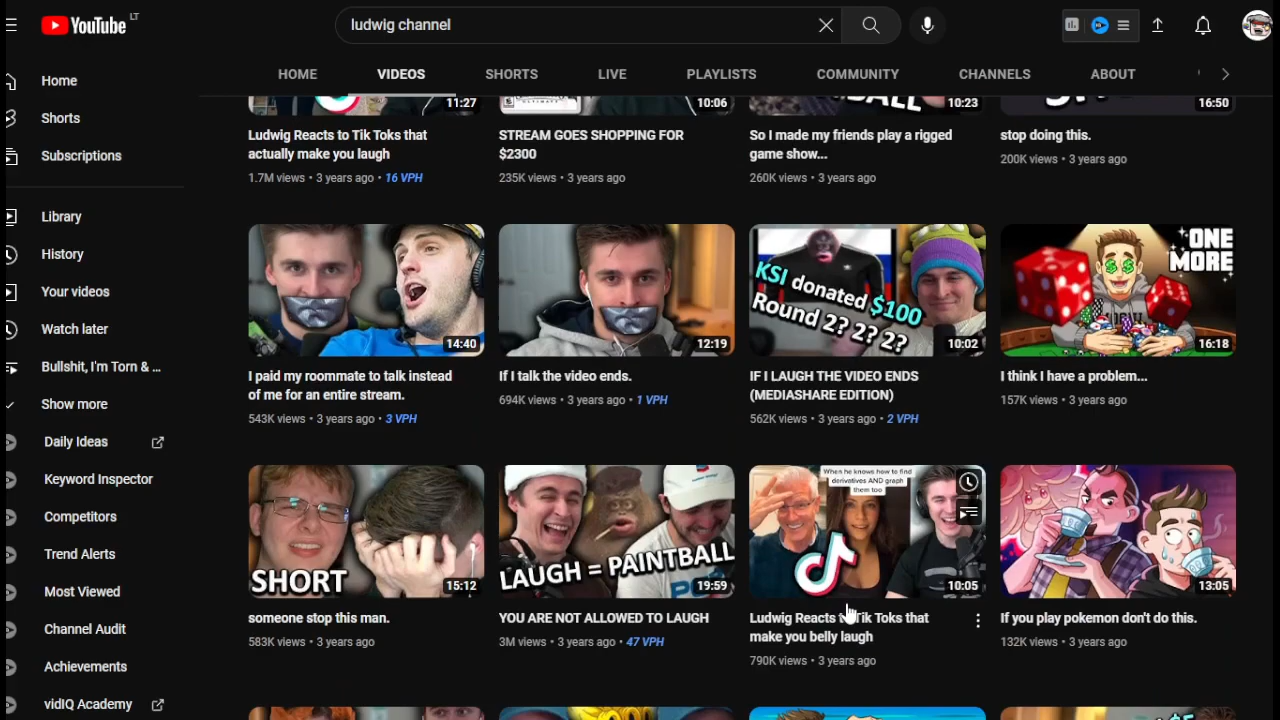 YouTube LT
ludwig channel
HOME VIDEOS SHORTS LIVE PLAYLISTS COMMUNITY CHANNELS ABOUT
Home
Shorts
Subscriptions
Library
History
Your videos
Watch later
Bullshit, I'm Torn & ...
Show more
Daily Ideas
Keyword Inspector
Competitors
Trend Alerts
Most Viewed
Channel Audit
Achievements
vidIQ Academy
11:27
Ludwig Reacts to Tik Toks that
actually make you laugh
1.7M views • 3 years ago • 16 VPH
10:06
STREAM GOES SHOPPING FOR
$2300
235K views • 3 years ago
10:23
So I made my friends play a rigged
game show...
260K views • 3 years ago
16:50
stop doing this.
200K views • 3 years ago
14:40
I paid my roommate to talk instead
of me for an entire stream.
543K views • 3 years ago • 3 VPH
12:19
If I talk the video ends.
694K views • 3 years ago • 1 VPH
KSI donated $100
Round 2? 2? 2?
10:02
IF I LAUGH THE VIDEO ENDS
(MEDIASHARE EDITION)
562K views • 3 years ago • 2 VPH
ONE
MORE
16:18
I think I have a problem...
157K views • 3 years ago
SHORT
15:12
someone stop this man.
583K views • 3 years ago
LAUGH = PAINTBALL
19:59
YOU ARE NOT ALLOWED TO LAUGH
3M views • 3 years ago • 47 VPH
When he knows how to find
derivatives AND graph
them too
10:05
Ludwig Reacts to Tik Toks that
make you belly laugh
790K views • 3 years ago
13:05
If you play pokemon don't do this.
132K views • 3 years ago